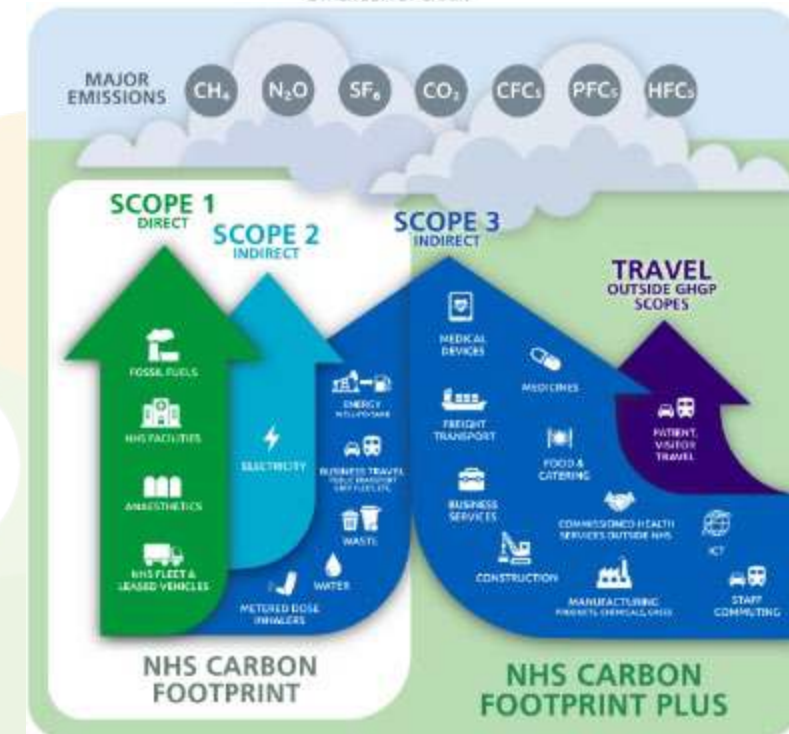 MAJOR
EMISSIONS
CH₄
N₂O
SF₆
CO₂
CFCs
PFCs
HFCs
SCOPE 1
DIRECT
SCOPE 2
INDIRECT
SCOPE 3
INDIRECT
TRAVEL
OUTSIDE GHGP
SCOPES
FOSSIL FUELS
NHS FACILITIES
ANAESTHETICS
NHS FLEET &
LEASED VEHICLES
ELECTRICITY
ENERGY
BUSINESS TRAVEL
WASTE
WATER
METERED DOSE
INHALERS
MEDICAL
DEVICES
MEDICINES
FREIGHT
TRANSPORT
FOOD &
CATERING
BUSINESS
SERVICES
COMMISSIONED HEALTH
SERVICES OUTSIDE NHS
CONSTRUCTION
MANUFACTURING
PATIENT,
VISITOR
TRAVEL
ICT
STAFF
COMMUTING
NHS CARBON
FOOTPRINT
NHS CARBON
FOOTPRINT PLUS